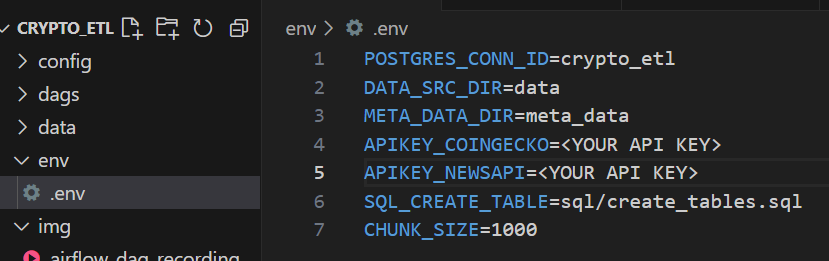 CRYPTO_ETL
config
dags
data
env
.env
img
airflow_dag_recording
env > .env
1 POSTGRES_CONN_ID=crypto_etl
2 DATA_SRC_DIR=data
3 META_DATA_DIR=meta_data
4 APIKEY_COINGECKO=<YOUR API KEY>
5 APIKEY_NEWSAPI=<YOUR API KEY>
6 SQL_CREATE_TABLE=sql/create_tables.sql
7 CHUNK_SIZE=1000